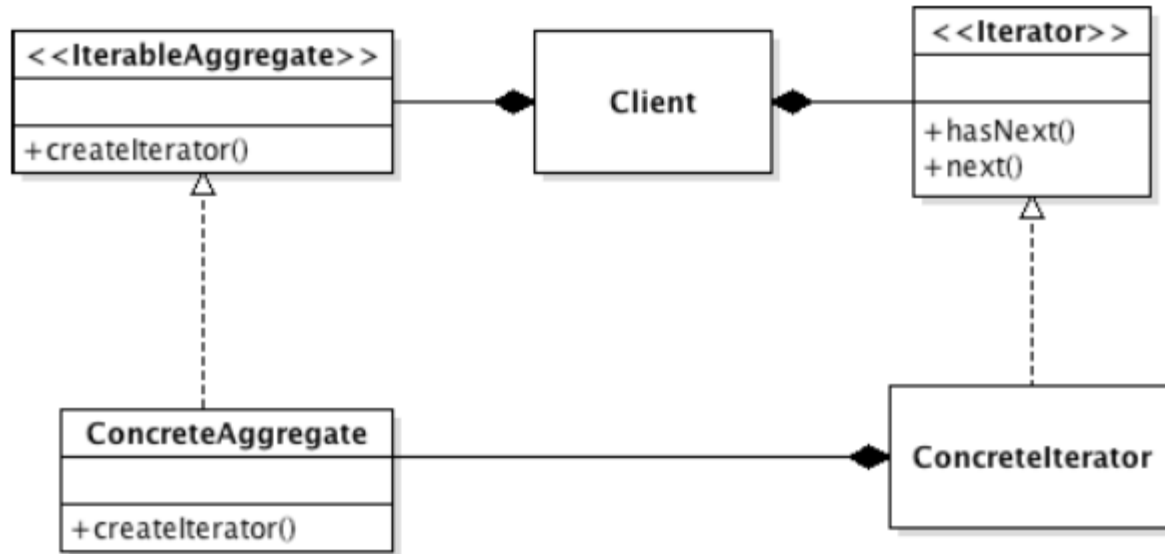 <<IterableAggregate>>
+createIterator()
Client
<<Iterator>>
+hasNext()
+next()
ConcreteAggregate
+createIterator()
ConcreteIterator